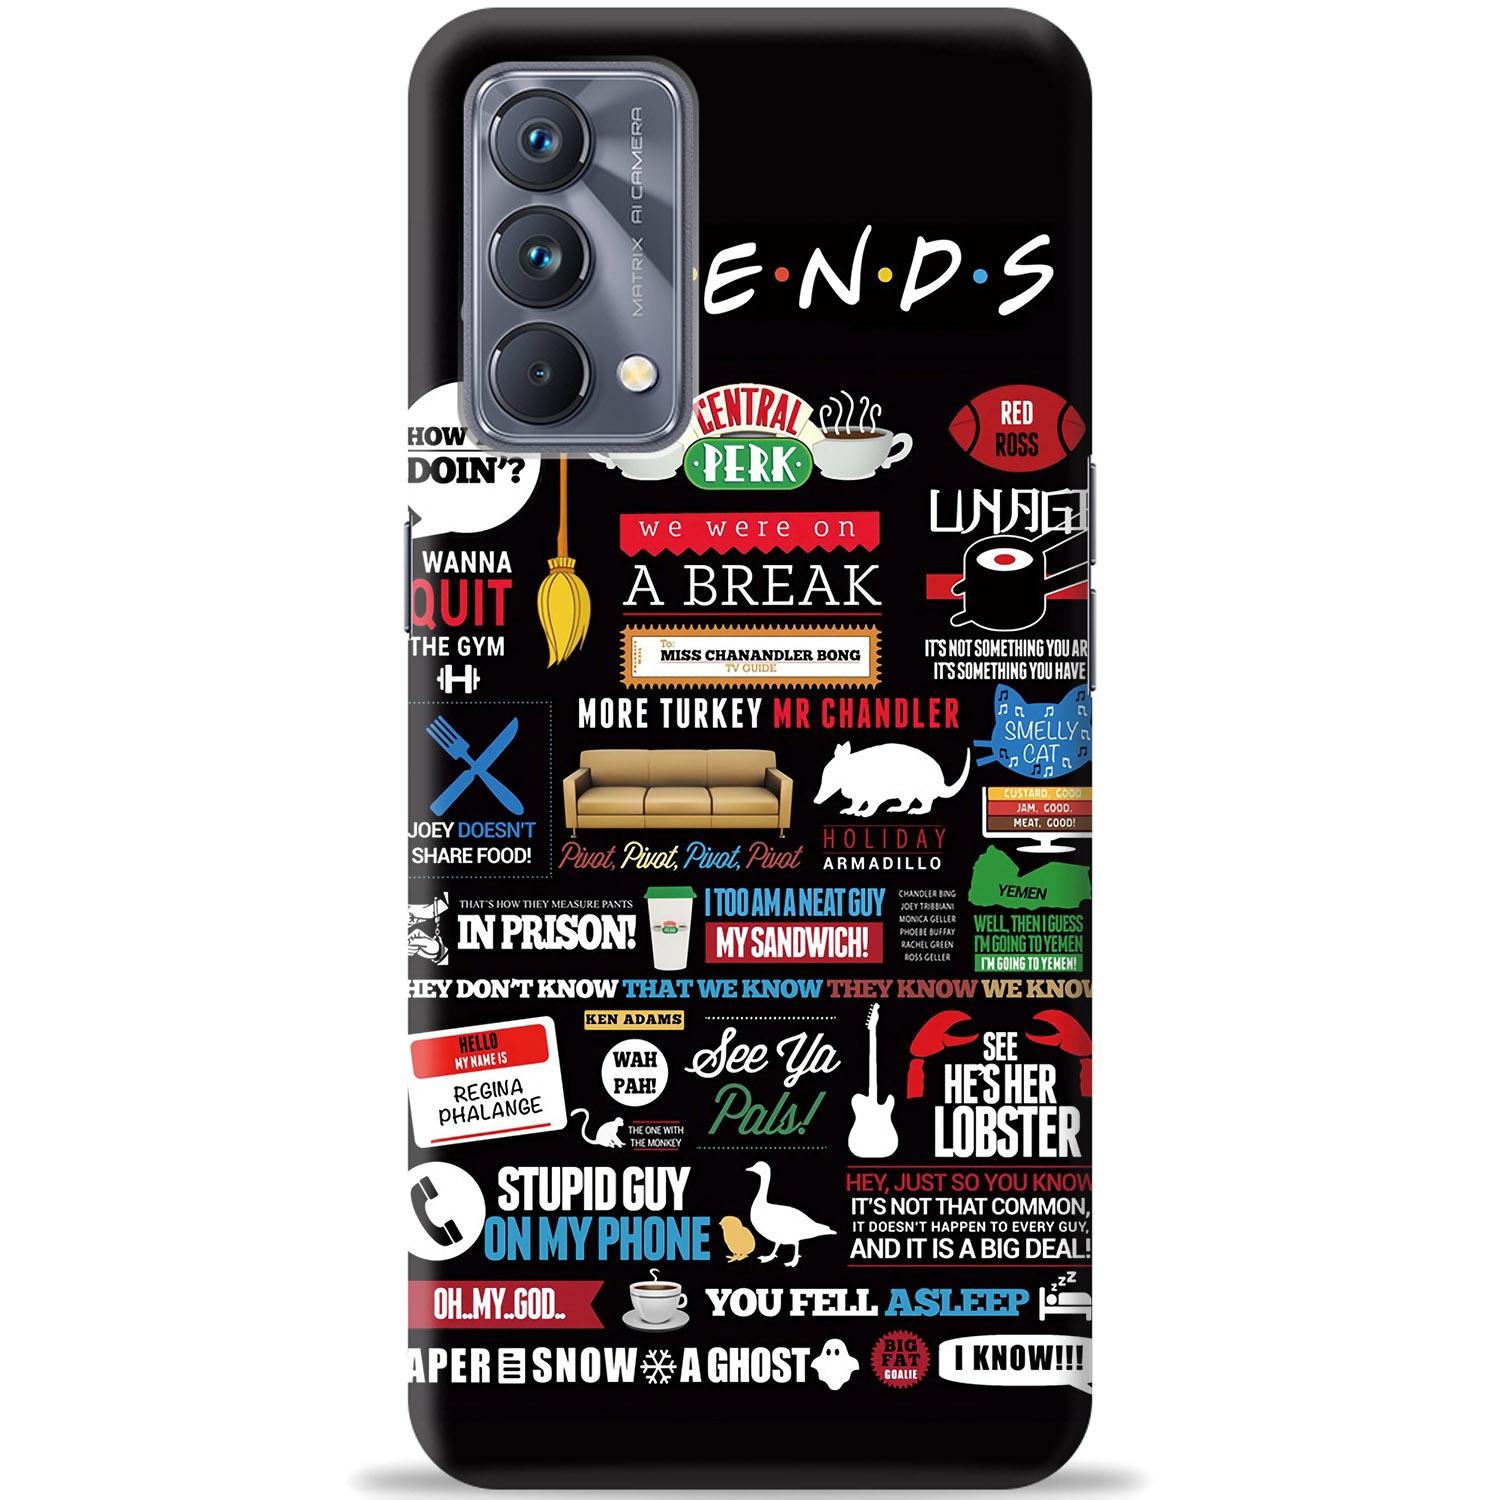 MATRIX AI CAMERA
E·N·D·S
HOW
DOIN'?
CENTRAL
PERK
RED
ROSS
we were on
A BREAK
UNAGI
WANNA
QUIT
THE GYM
To:
MISS CHANANDLER BONG
TV GUIDE
IT'S NOT SOMETHING YOU AR
IT'S SOMETHING YOU HAVE
MORE TURKEY MR CHANDLER
SMELLY
CAT
CUSTARD, GOOD.
JAM, GOOD.
MEAT, GOOD!
JOEY DOESN'T
SHARE FOOD!
Pivot, Pivot, Pivot, Pivot
HOLIDAY
ARMADILLO
THAT'S HOW THEY MEASURE PANTS
IN PRISON!
I TOO AM A NEAT GUY
MY SANDWICH!
CHANDLER BING
JOEY TRIBBIANI
MONICA GELLER
PHOEBE BUFFAY
RACHEL GREEN
ROSS GELLER
YEMEN
WELL, THEN I GUESS
I'M GOING TO YEMEN
I'M GOING TO YEMEN!
HEY DON'T KNOW THAT WE KNOW THEY KNOW WE KNOW
HELLO
MY NAME IS
REGINA
PHALANGE
KEN ADAMS
WAH
PAH!
THE ONE WITH
THE MONKEY
See Ya
Pals!
SEE
HE'S HER
LOBSTER
STUPID GUY
ON MY PHONE
HEY, JUST SO YOU KNOW
IT'S NOT THAT COMMON,
IT DOESN'T HAPPEN TO EVERY GUY,
AND IT IS A BIG DEAL!
OH..MY..GOD..
YOU FELL ASLEEP
zzz
APER SNOW A GHOST
BIG
FAT
GOALIE
I KNOW!!!